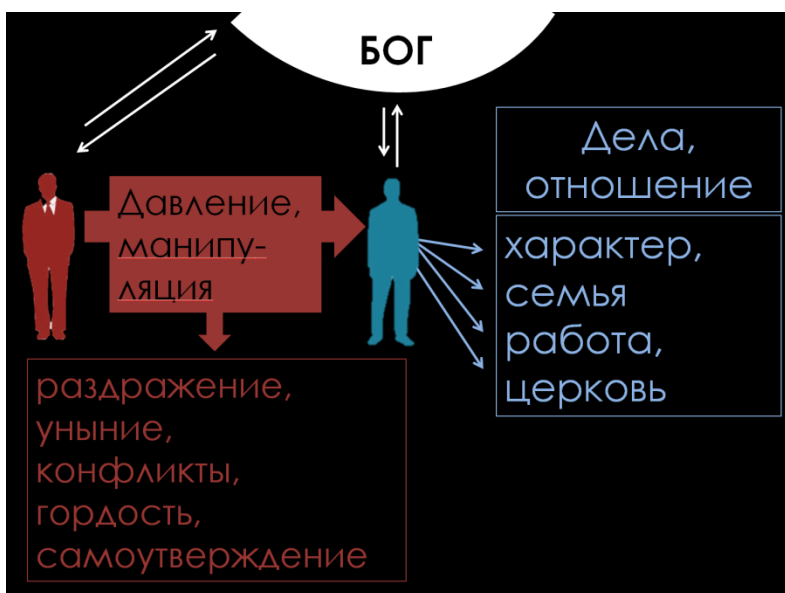 БОГ
Дела,
отношение
Давление,
манипу-
ляция
характер,
семья
работа,
церковь
раздражение,
уныние,
конфликты,
гордость,
самоутверждение